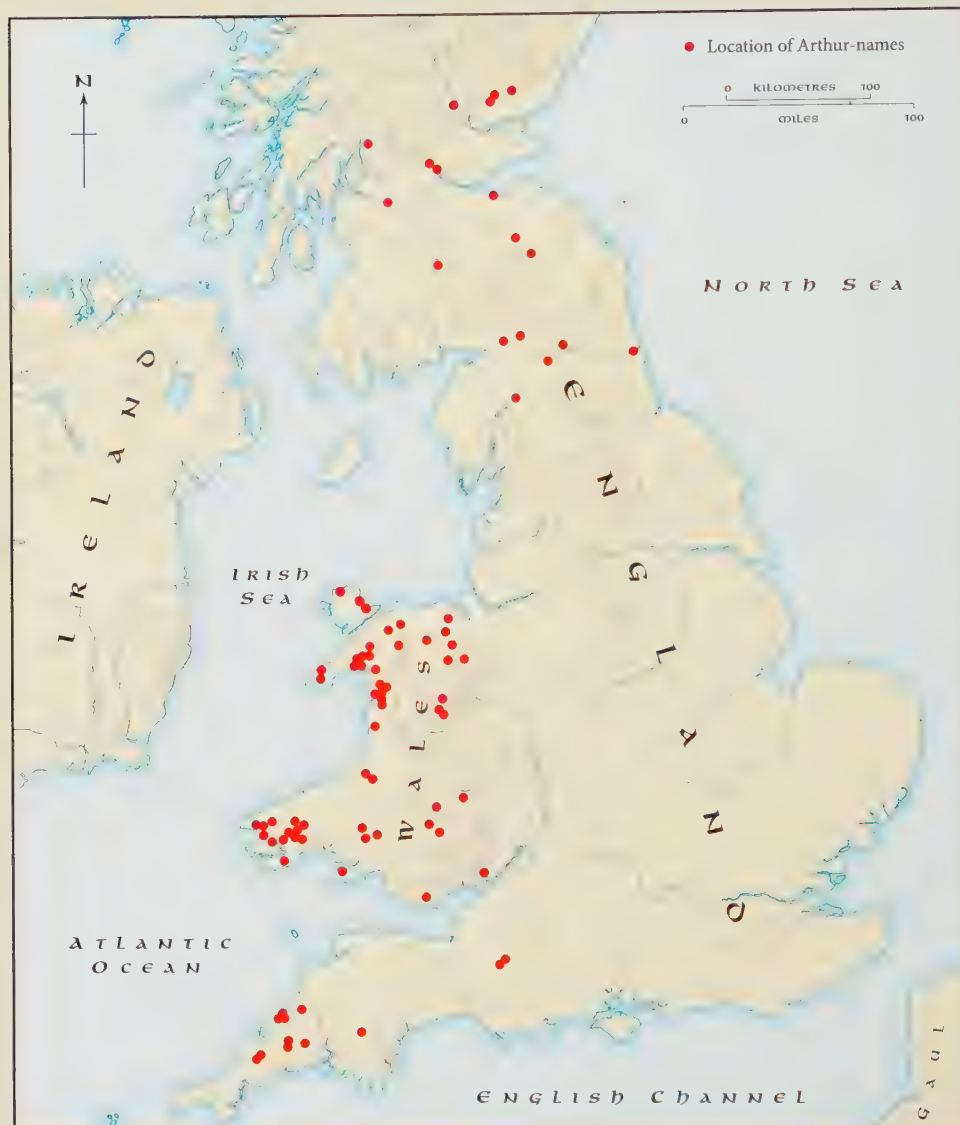 N
Location of Arthur-names
0 KILOMETRES 100
0 MILES 100
NORTH SEA
IRELAND
ENGLAND
IRISH
SEA
WALES
ATLANTIC
OCEAN
ENGLISH CHANNEL
GAUL